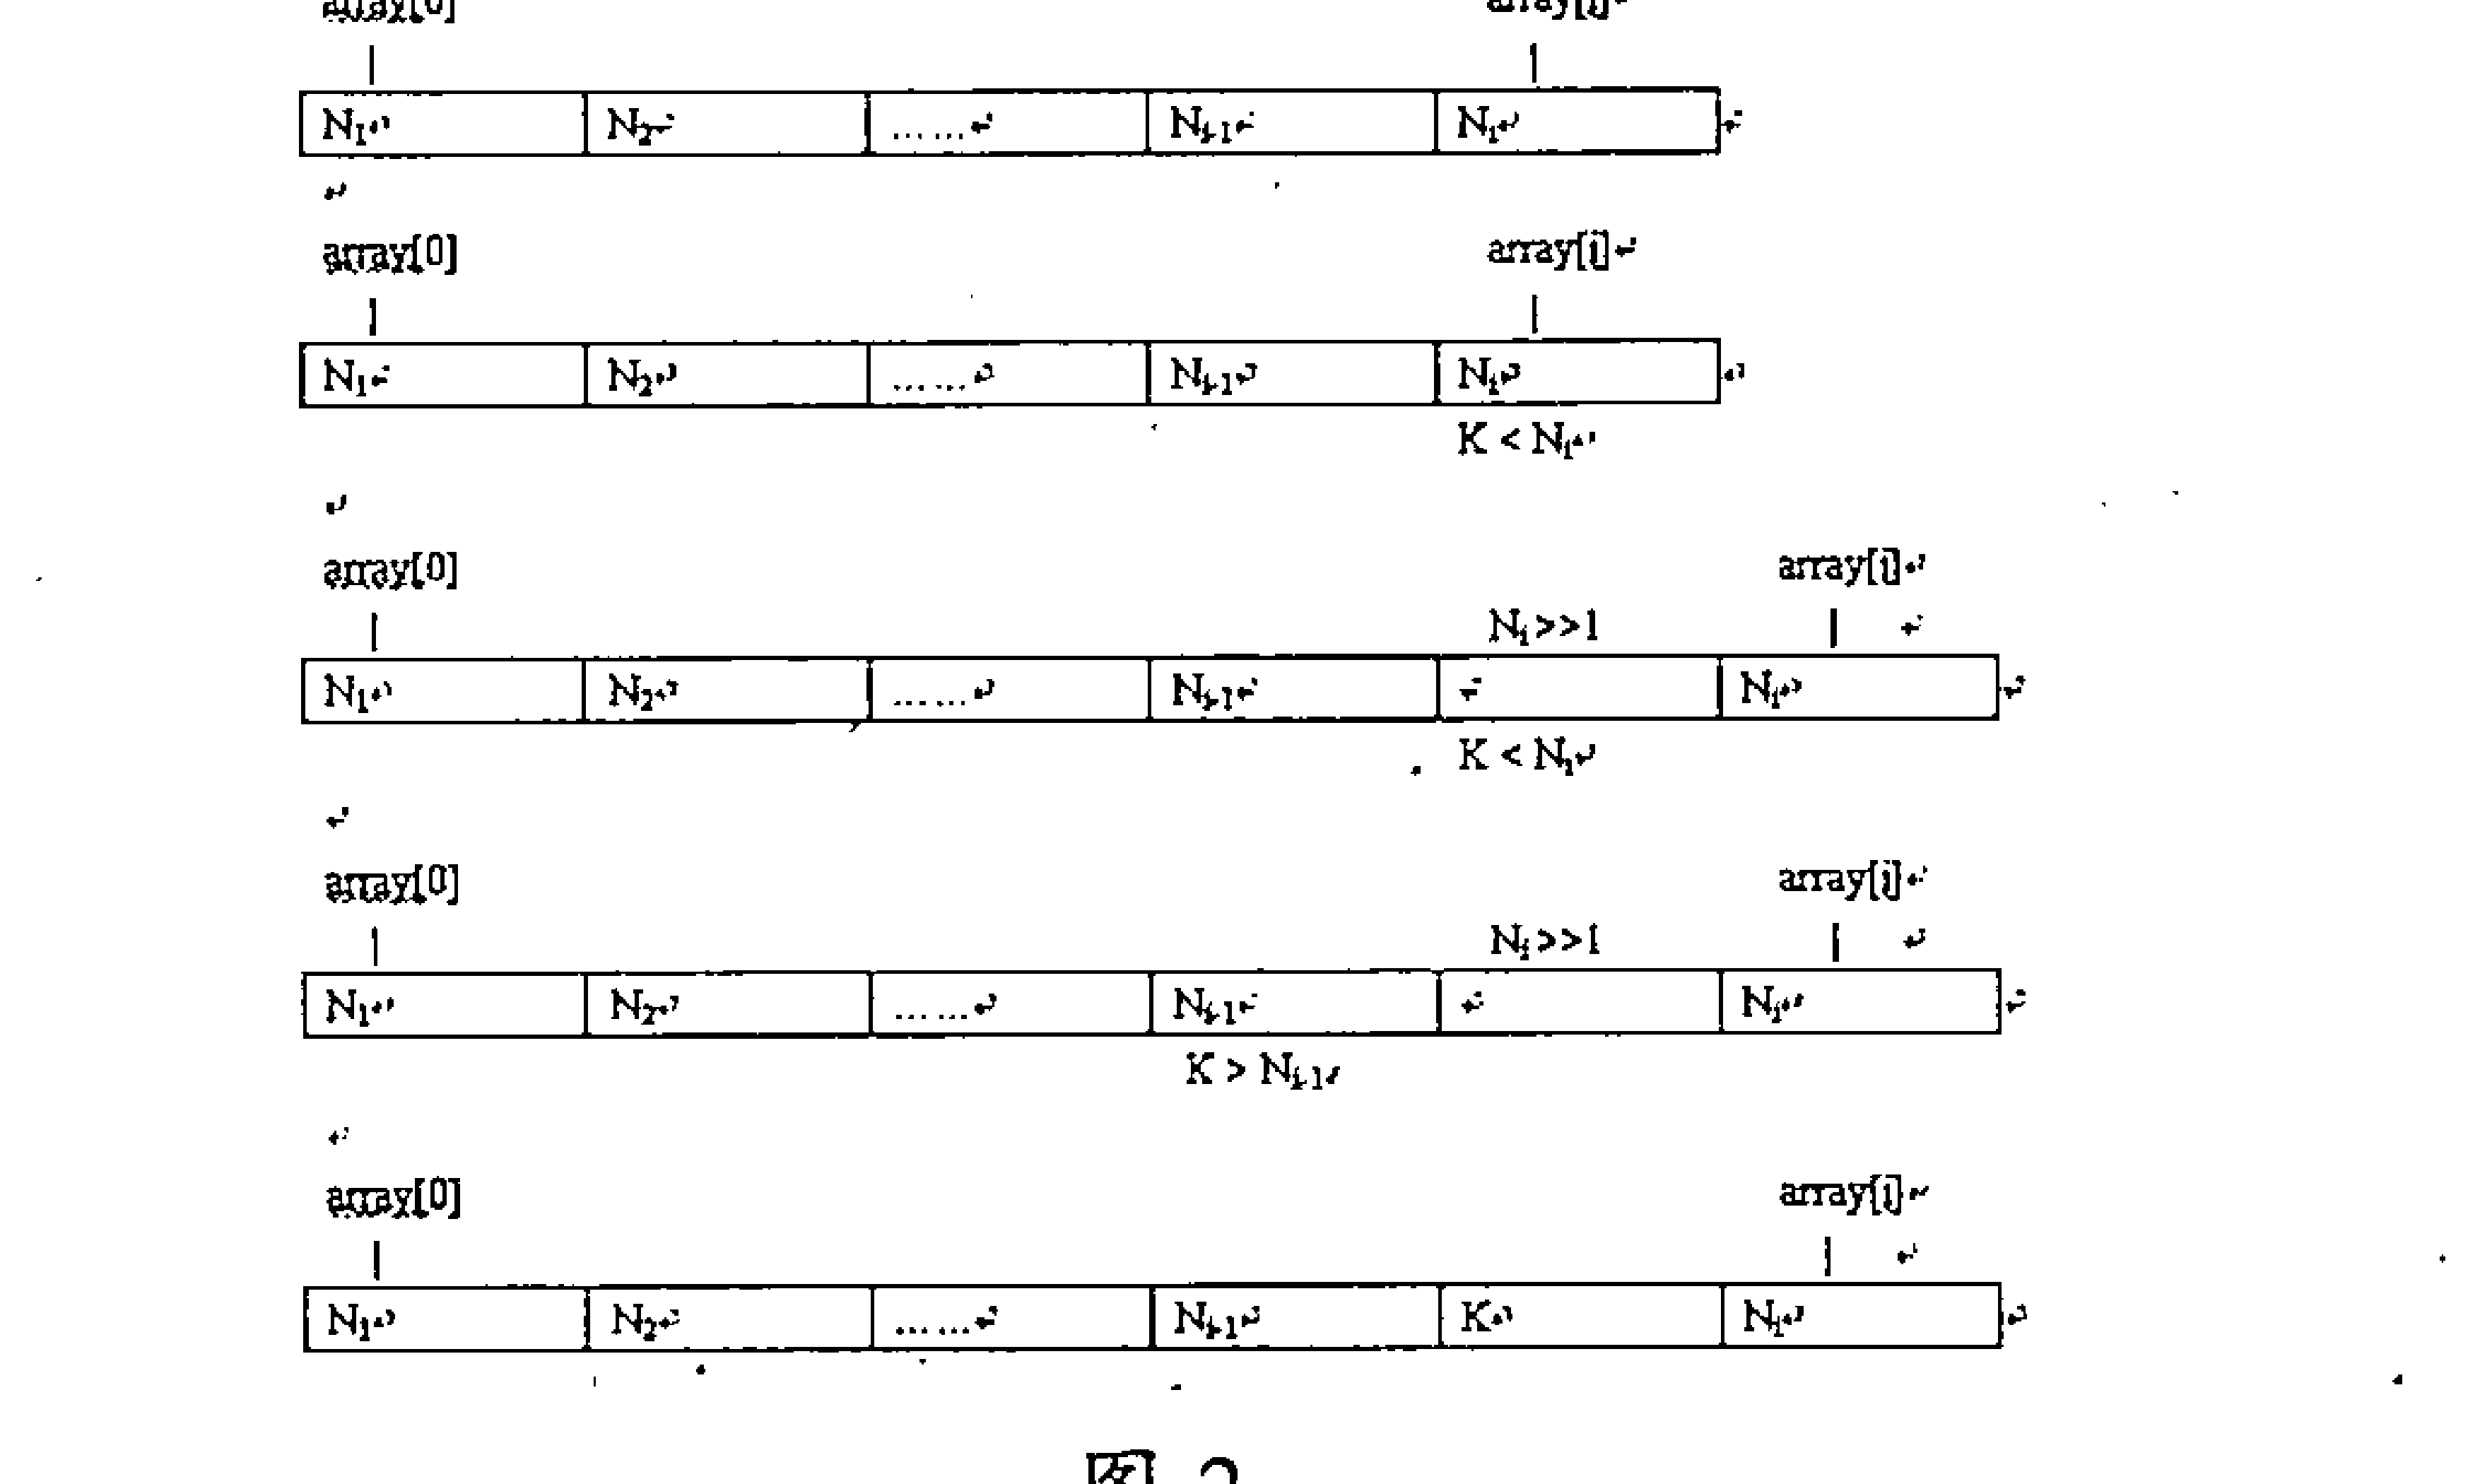 array[0] array[i]
N₁ N₂ …… Nᵢ₋₁ Nᵢ
array[0] array[i]
N₁ N₂ …… Nᵢ₋₁ Nᵢ
K < Nᵢ
array[0] array[i]
Nᵢ>>1
N₁ N₂ …… Nᵢ₋₁ Nᵢ
K < Nᵢ
array[0] array[i]
Nᵢ>>1
N₁ N₂ …… Nᵢ₋₁ Nᵢ
K > Nᵢ₋₁
array[0] array[i]
N₁ N₂ …… Nᵢ₋₁ K Nᵢ
图